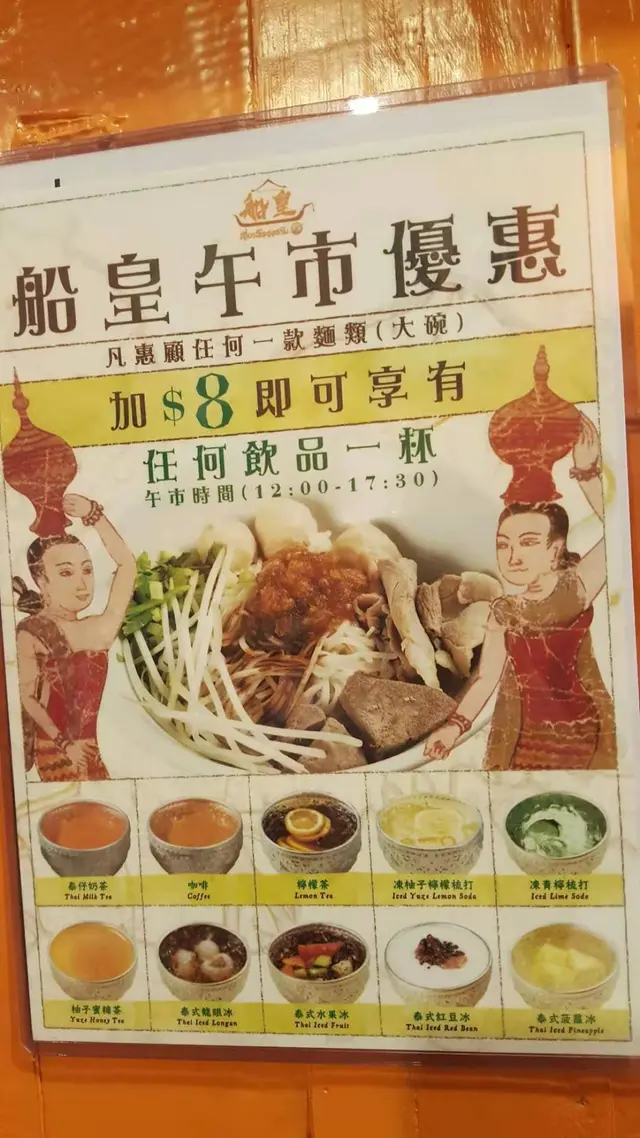 船皇
船皇午市優惠
凡惠顧任何一款麵類(大碗)
加$8即可享有
任何飲品一杯
午市時間(12:00-17:30)
泰仔奶茶
Thai Milk Tea
咖啡
Coffee
檸檬茶
Lemon Tea
凍柚子檸檬梳打
Iced Yuzu Lemon Soda
凍青檸梳打
Iced Lime Soda
柚子蜜糖茶
Yuzu Honey Tea
泰式龍眼冰
Thai Iced Longan
泰式水果冰
Thai Iced Fruit
泰式紅豆冰
Thai Iced Red Bean
泰式菠蘿冰
Thai Iced Pineapple